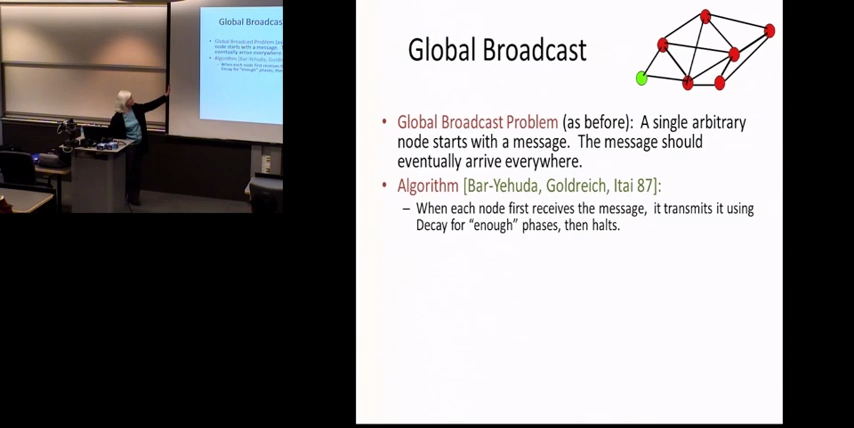 Global Broadcast
• Global Broadcast Problem (as before): A single arbitrary
node starts with a message. The message should
eventually arrive everywhere.
• Algorithm [Bar-Yehuda, Goldreich, Itai 87]:
– When each node first receives the message, it transmits it using
Decay for “enough” phases, then halts.
Global Broadcas